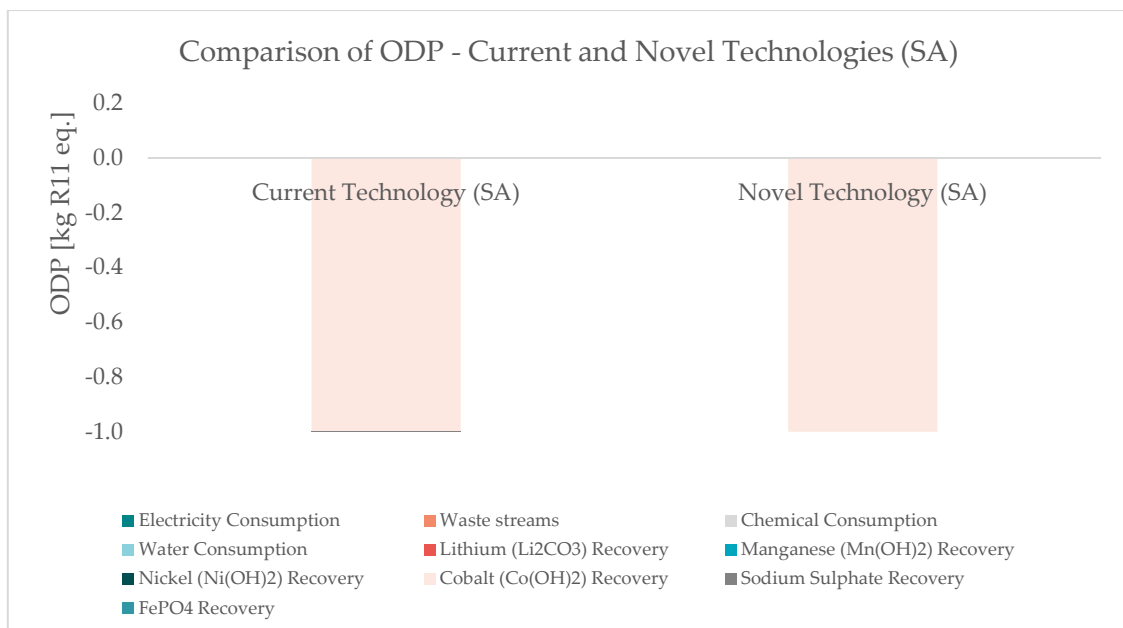 Comparison of ODP - Current and Novel Technologies (SA)
ODP [kg R11 eq.]
0.2
0.0
-0.2
-0.4
-0.6
-0.8
-1.0
Current Technology (SA)
Novel Technology (SA)
Electricity Consumption
Waste streams
Chemical Consumption
Water Consumption
Lithium (Li2CO3) Recovery
Manganese (Mn(OH)2) Recovery
Nickel (Ni(OH)2) Recovery
Cobalt (Co(OH)2) Recovery
Sodium Sulphate Recovery
FePO4 Recovery